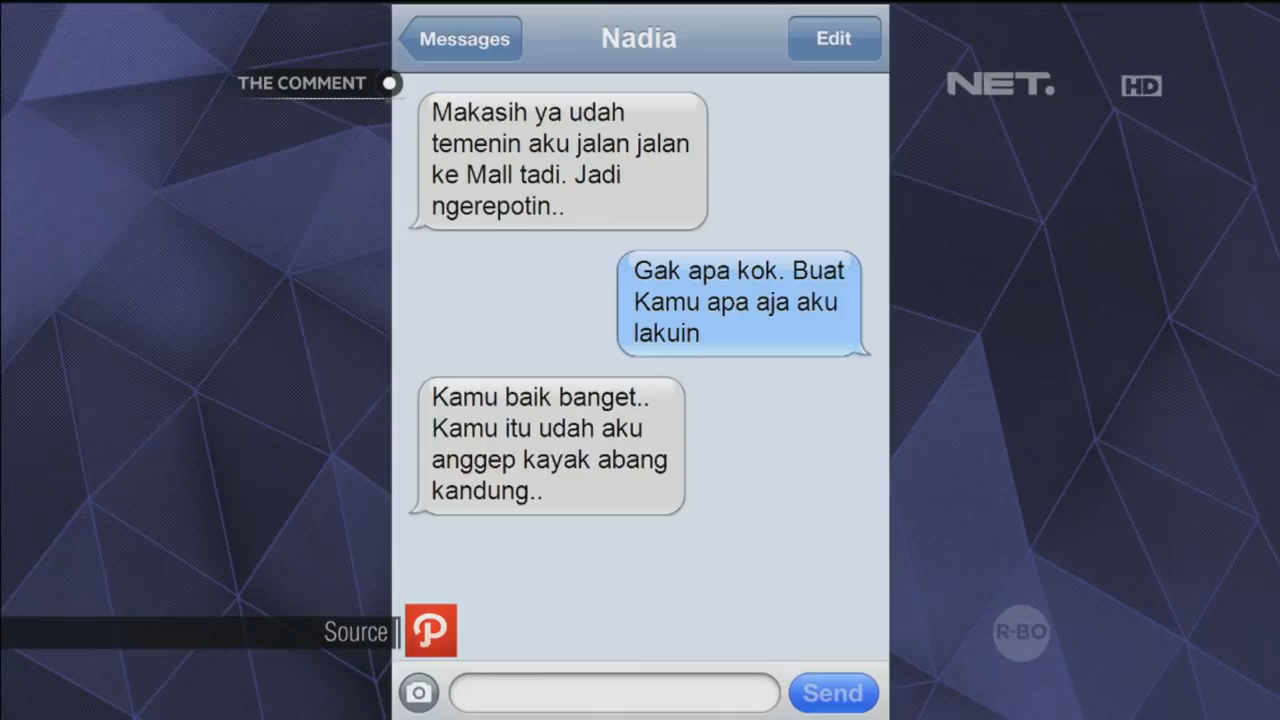 Messages
Nadia
Edit
THE COMMENT
NET.
HD
Makasih ya udah
temenin aku jalan jalan
ke Mall tadi. Jadi
ngerepotin..
Gak apa kok. Buat
Kamu apa aja aku
lakuin
Kamu baik banget..
Kamu itu udah aku
anggep kayak abang
kandung..
Source
R-BO
Send